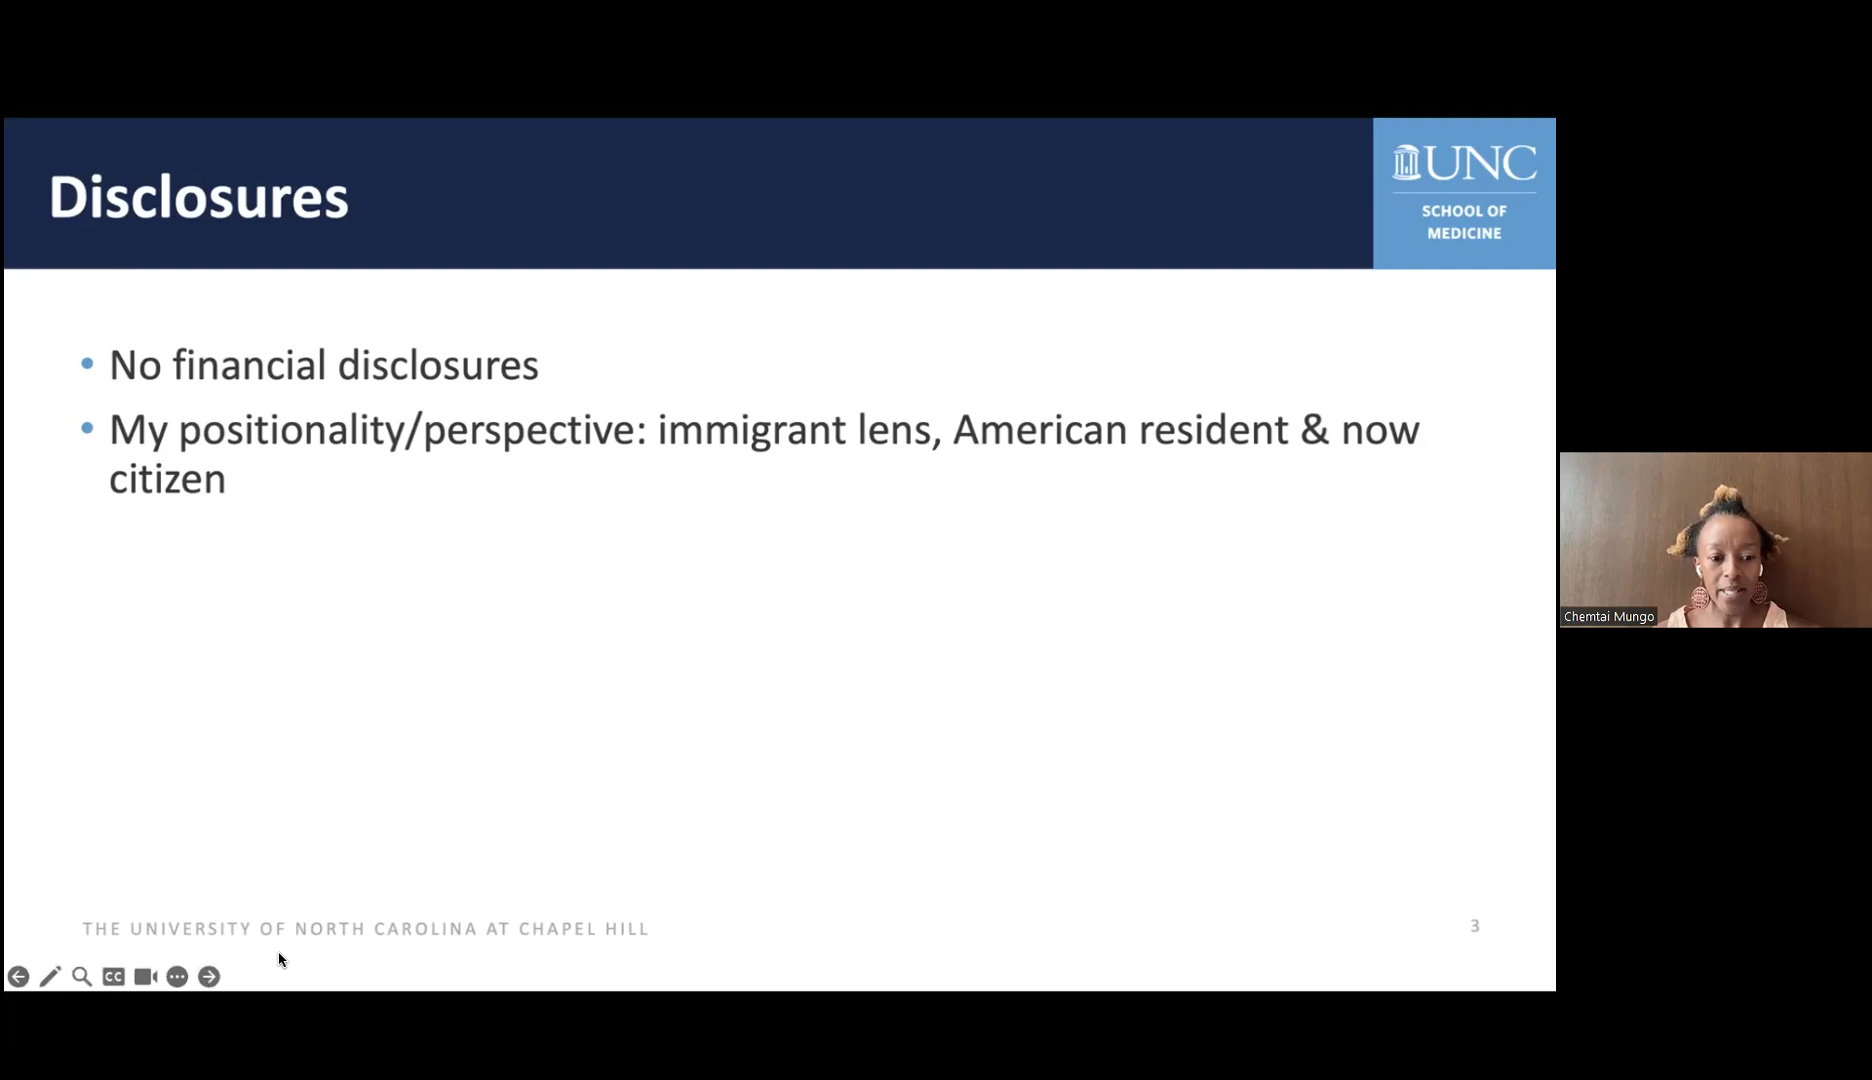 Disclosures
UNC
SCHOOL OF
MEDICINE
• No financial disclosures
• My positionality/perspective: immigrant lens, American resident & now
citizen
Chemtai Mungo
THE UNIVERSITY OF NORTH CAROLINA AT CHAPEL HILL
3
CC